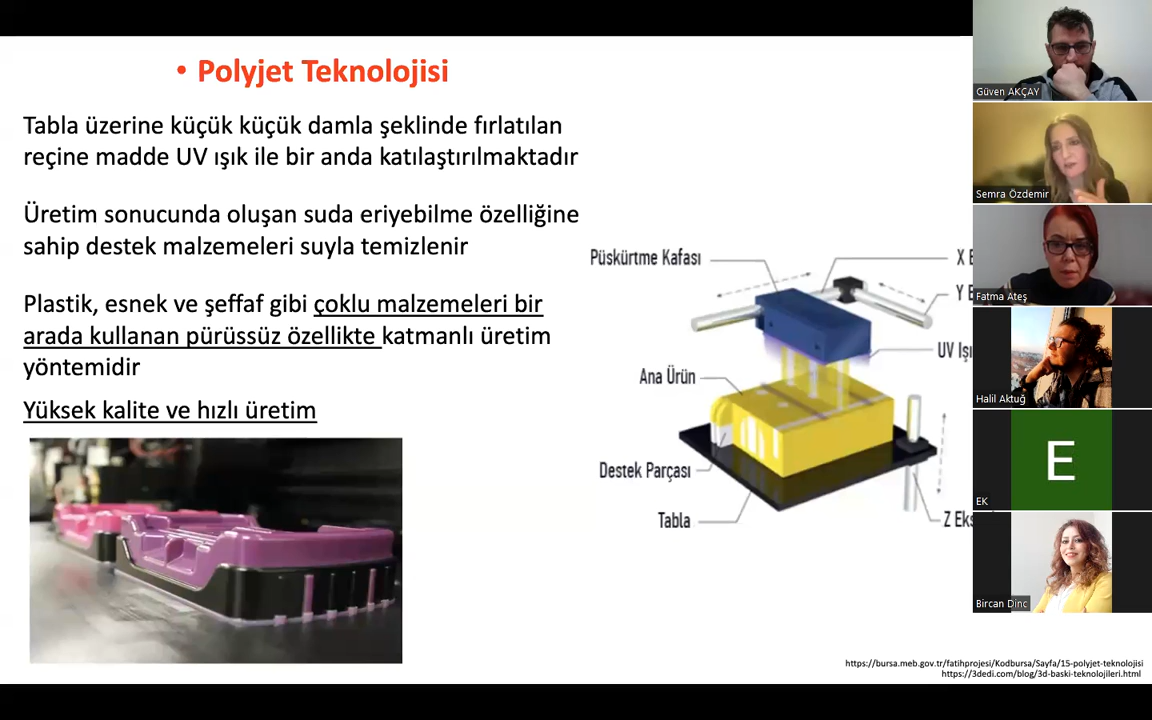 • Polyjet Teknolojisi
Tabla üzerine küçük küçük damla şeklinde fırlatılan
reçine madde UV ışık ile bir anda katılaştırılmaktadır
Üretim sonucunda oluşan suda eriyebilme özelliğine
sahip destek malzemeleri suyla temizlenir
Plastik, esnek ve şeffaf gibi çoklu malzemeleri bir
arada kullanan pürüssüz özellikte katmanlı üretim
yöntemidir
Yüksek kalite ve hızlı üretim
Püskürtme Kafası
X E
Y E
UV Işı
Ana Ürün
Destek Parçası
Tabla
Z Eks
Güven AKÇAY
Semra Özdemir
Fatma Ateş
Halil Aktuğ
E
EK
Bircan Dinc
https://bursa.meb.gov.tr/fatihprojesi/Kodbursa/Sayfa/15-polyjet-teknolojisi
https://3dedi.com/blog/3d-baski-teknolojileri.html